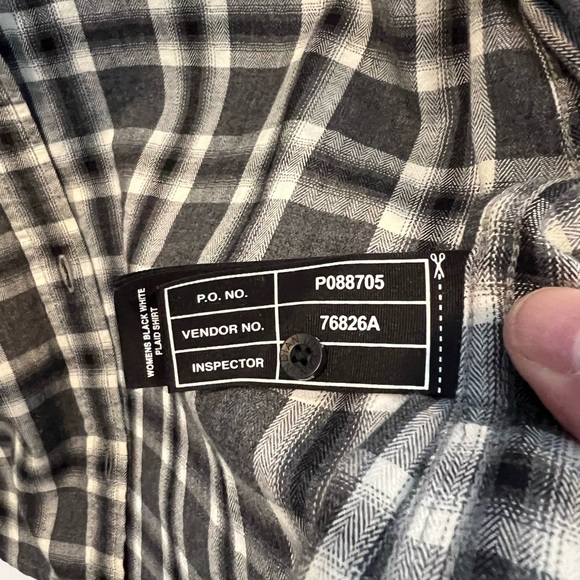 WOMENS BLACK WHITE
PLAID SHIRT
P.O. NO. P088705
VENDOR NO. 76826A
INSPECTOR